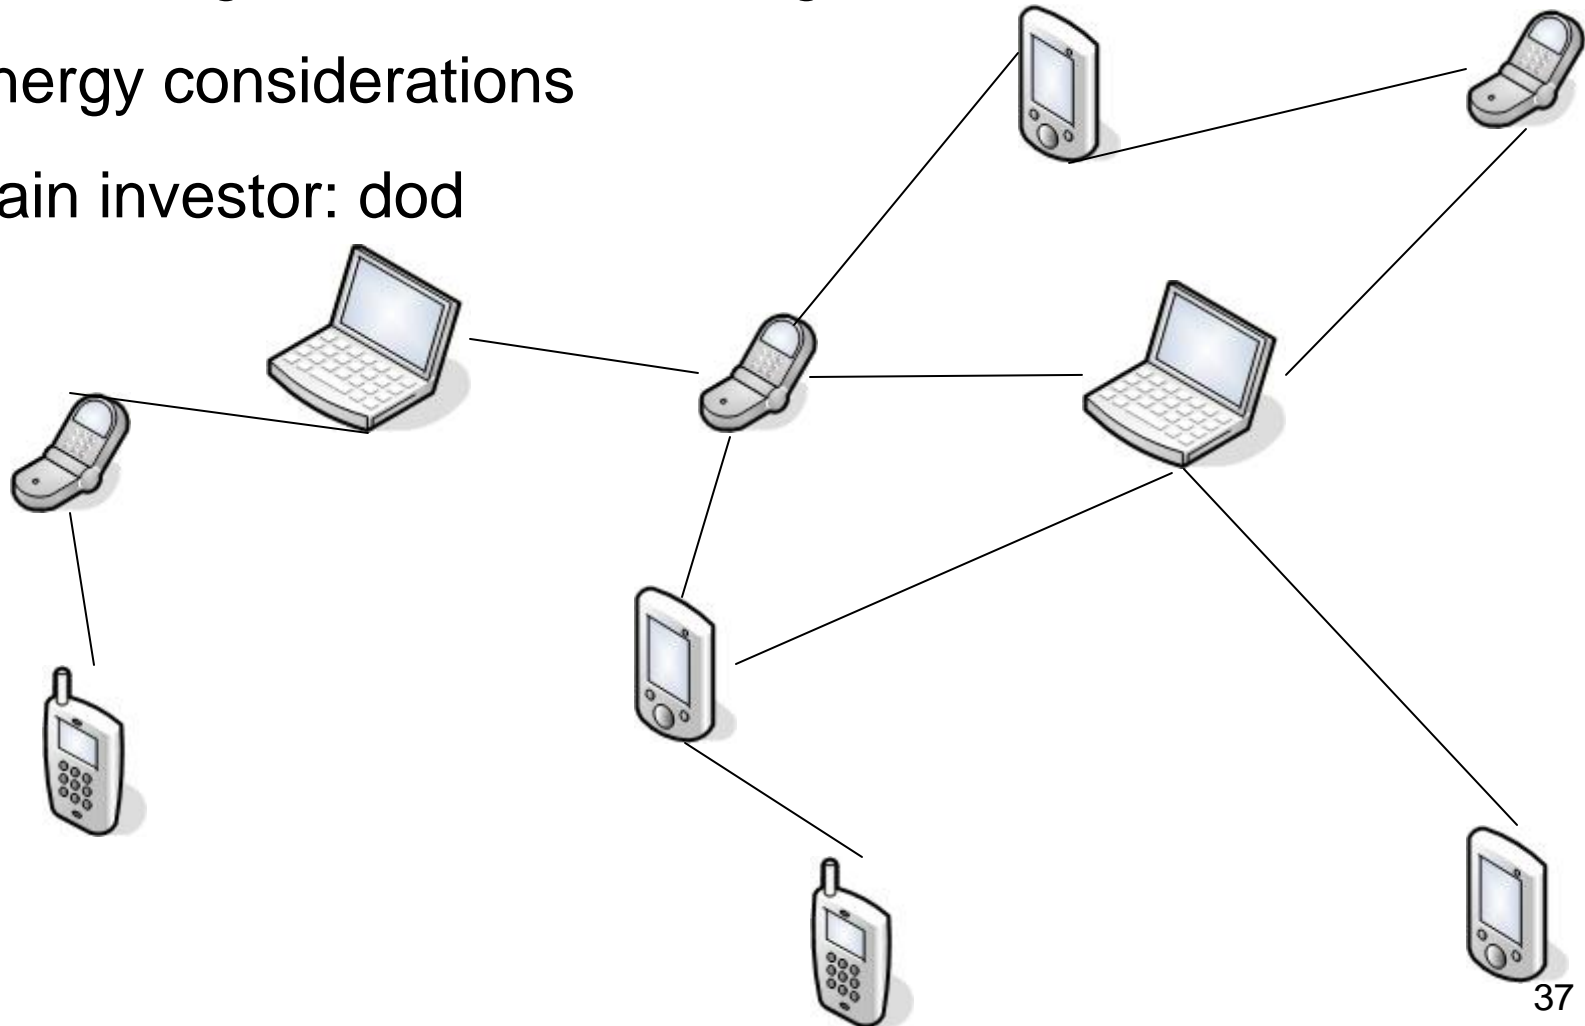 nergy considerations
ain investor: dod
37